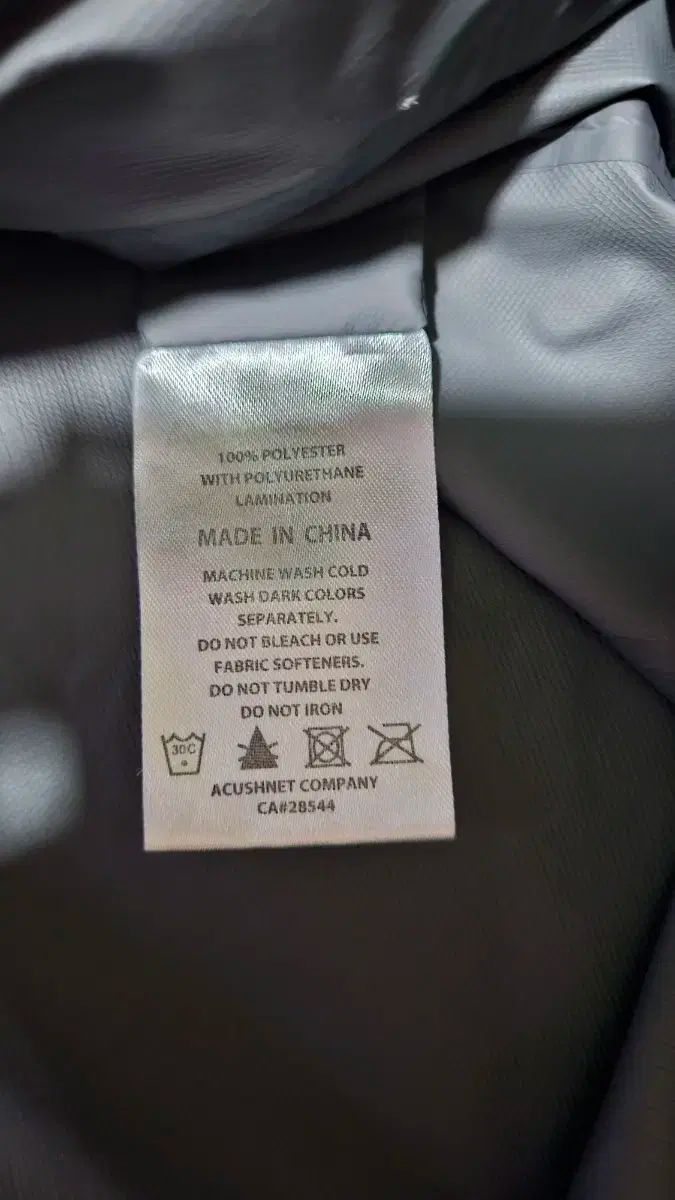 100% POLYESTER
WITH POLYURETHANE
LAMINATION
MADE IN CHINA
MACHINE WASH COLD
WASH DARK COLORS
SEPARATELY.
DO NOT BLEACH OR USE
FABRIC SOFTENERS.
DO NOT TUMBLE DRY
DO NOT IRON
30C
ACUSHNET COMPANY
CA#28544